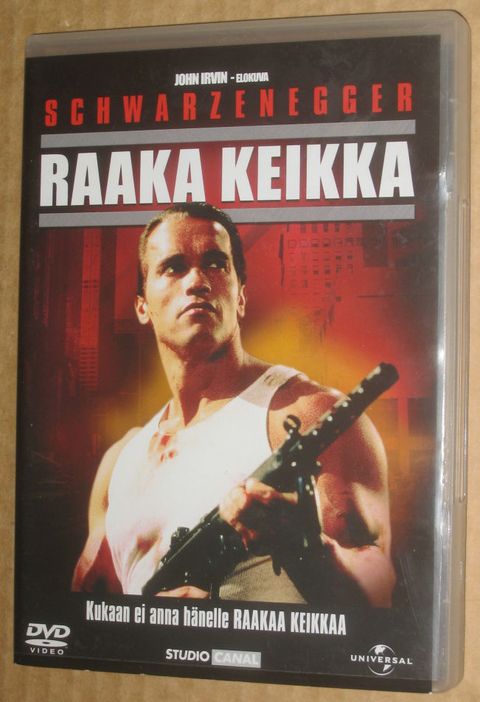 JOHN IRVIN - ELOKUVA
SCHWARZENEGGER
RAAKA KEIKKA
Kukaan ei anna hänelle RAAKAA KEIKKAA
DVD
VIDEO
STUDIO CANAL
UNIVERSAL